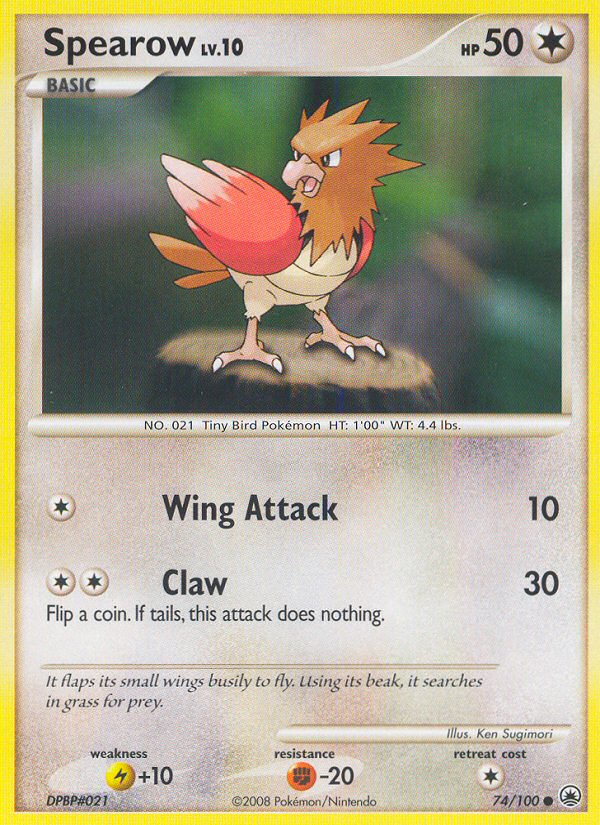 Spearow LV.10 HP 50
BASIC
NO. 021 Tiny Bird Pokémon HT: 1'00" WT: 4.4 lbs.
Wing Attack 10
Claw 30
Flip a coin. If tails, this attack does nothing.
It flaps its small wings busily to fly. Using its beak, it searches
in grass for prey.
Illus. Ken Sugimori
weakness resistance retreat cost
+10 -20
DPBP#021 ©2008 Pokémon/Nintendo 74/100